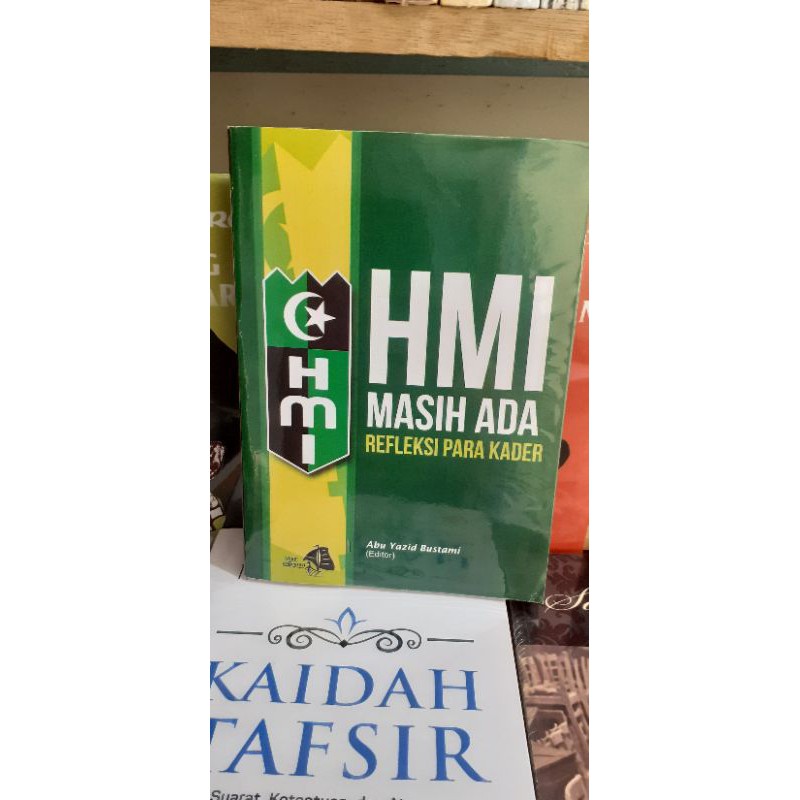 HMI
MASIH ADA
REFLEKSI PARA KADER
HMI
Abu Yazid Bustami
(Editor)
KAIDAH
TAFSIR